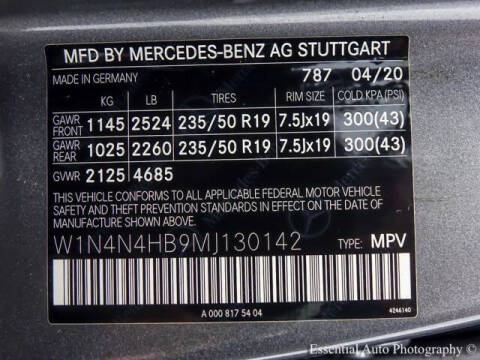 MFD BY MERCEDES-BENZ AG STUTTGART
MADE IN GERMANY 787 04/20
KG LB TIRES RIM SIZE COLD KPA (PSI)
GAWR FRONT 1145 2524 235/50 R19 7.5Jx19 300(43)
GAWR REAR 1025 2260 235/50 R19 7.5Jx19 300(43)
GVWR 2125 4685
THIS VEHICLE CONFORMS TO ALL APPLICABLE FEDERAL MOTOR VEHICLE
SAFETY BUMPER AND THEFT PREVENTION STANDARDS IN EFFECT ON THE
DATE OF MANUFACTURE SHOWN ABOVE.
W1N4N4HB9MJ130142 TYPE: MPV
A 000 817 54 04 4246140
Essential Auto Photography ©